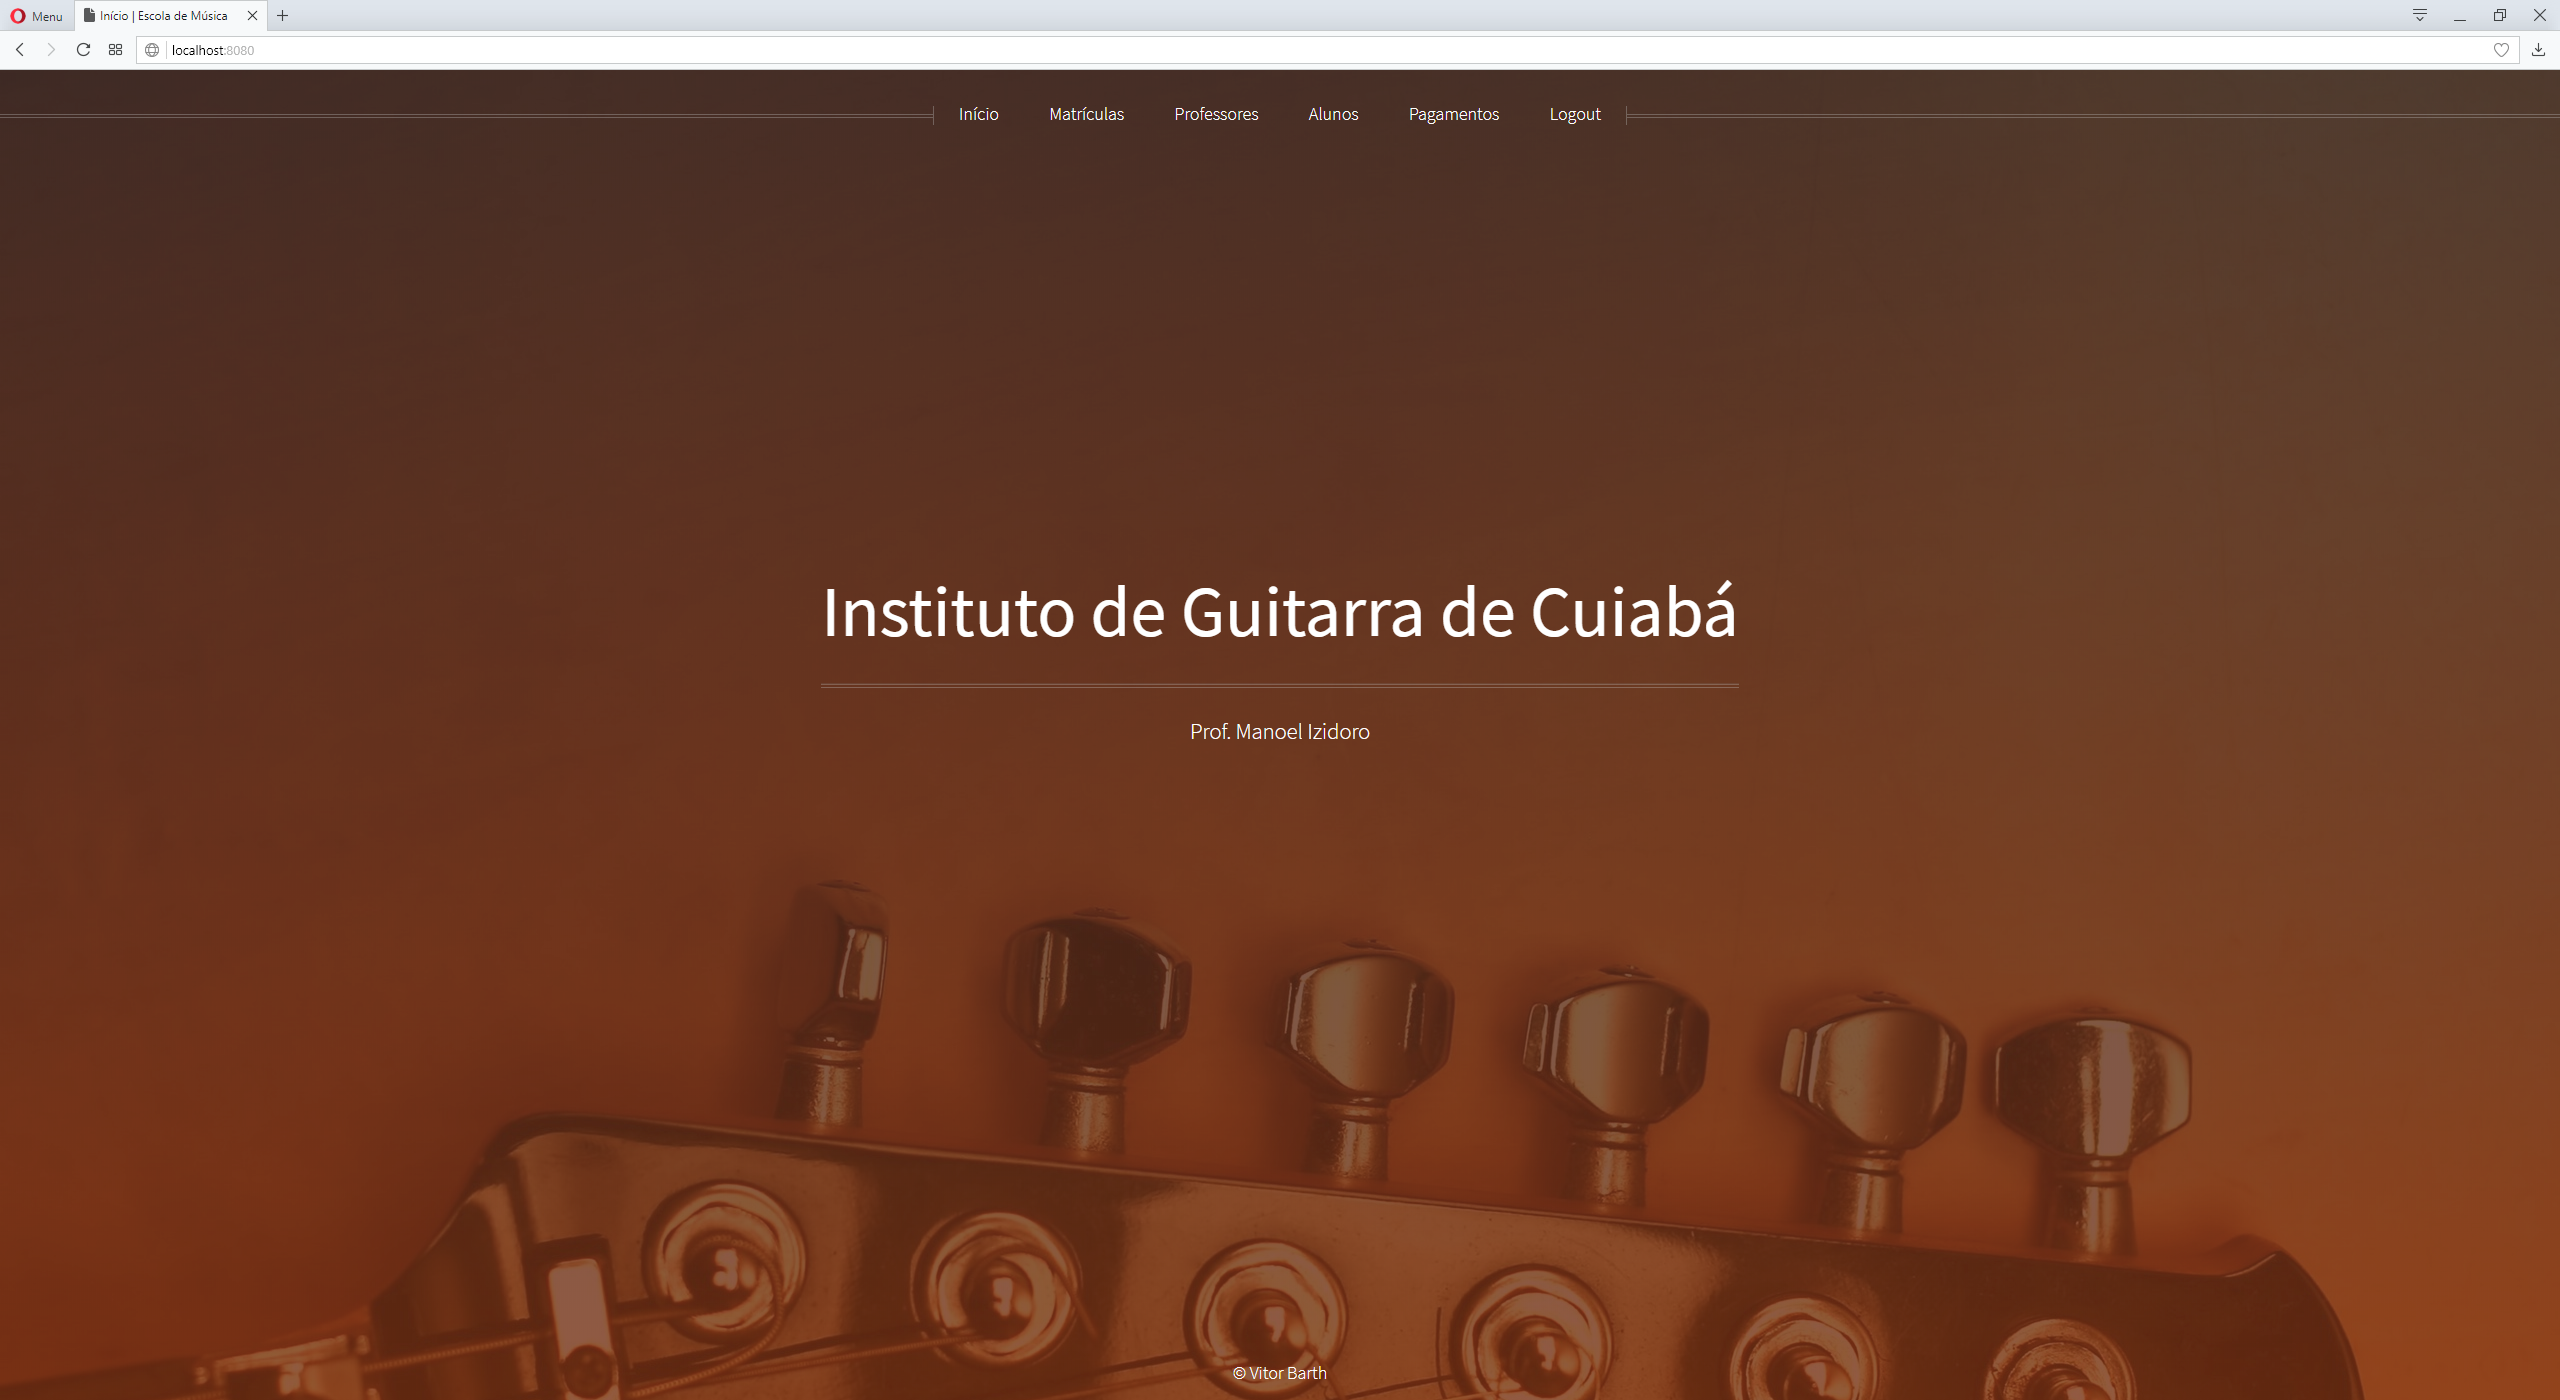 Menu
Início | Escola de Música
localhost:8080
Início Matrículas Professores Alunos Pagamentos Logout
Instituto de Guitarra de Cuiabá
Prof. Manoel Izidoro
© Vitor Barth